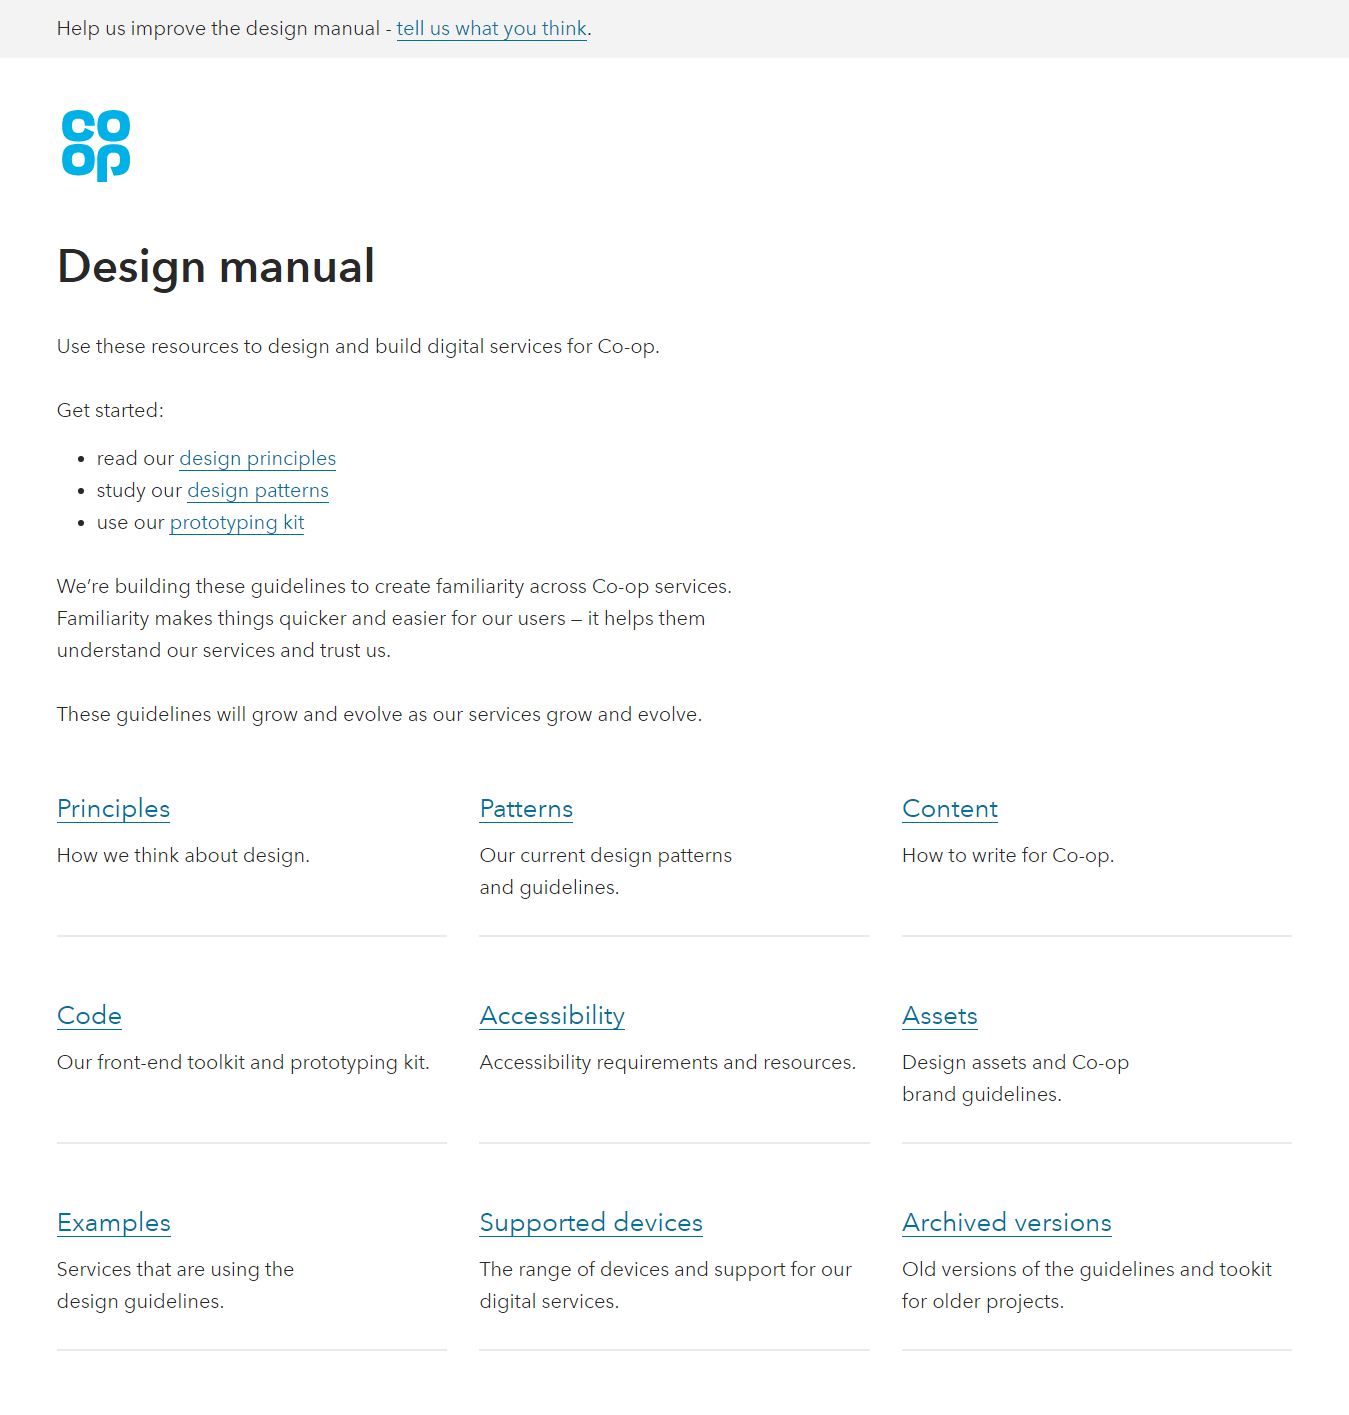 Help us improve the design manual - tell us what you think.
co
op
Design manual
Use these resources to design and build digital services for Co-op.
Get started:
• read our design principles
• study our design patterns
• use our prototyping kit
We’re building these guidelines to create familiarity across Co-op services.
Familiarity makes things quicker and easier for our users – it helps them
understand our services and trust us.
These guidelines will grow and evolve as our services grow and evolve.
Principles
How we think about design.
Patterns
Our current design patterns
and guidelines.
Content
How to write for Co-op.
Code
Our front-end toolkit and prototyping kit.
Accessibility
Accessibility requirements and resources.
Assets
Design assets and Co-op
brand guidelines.
Examples
Services that are using the
design guidelines.
Supported devices
The range of devices and support for our
digital services.
Archived versions
Old versions of the guidelines and tookit
for older projects.